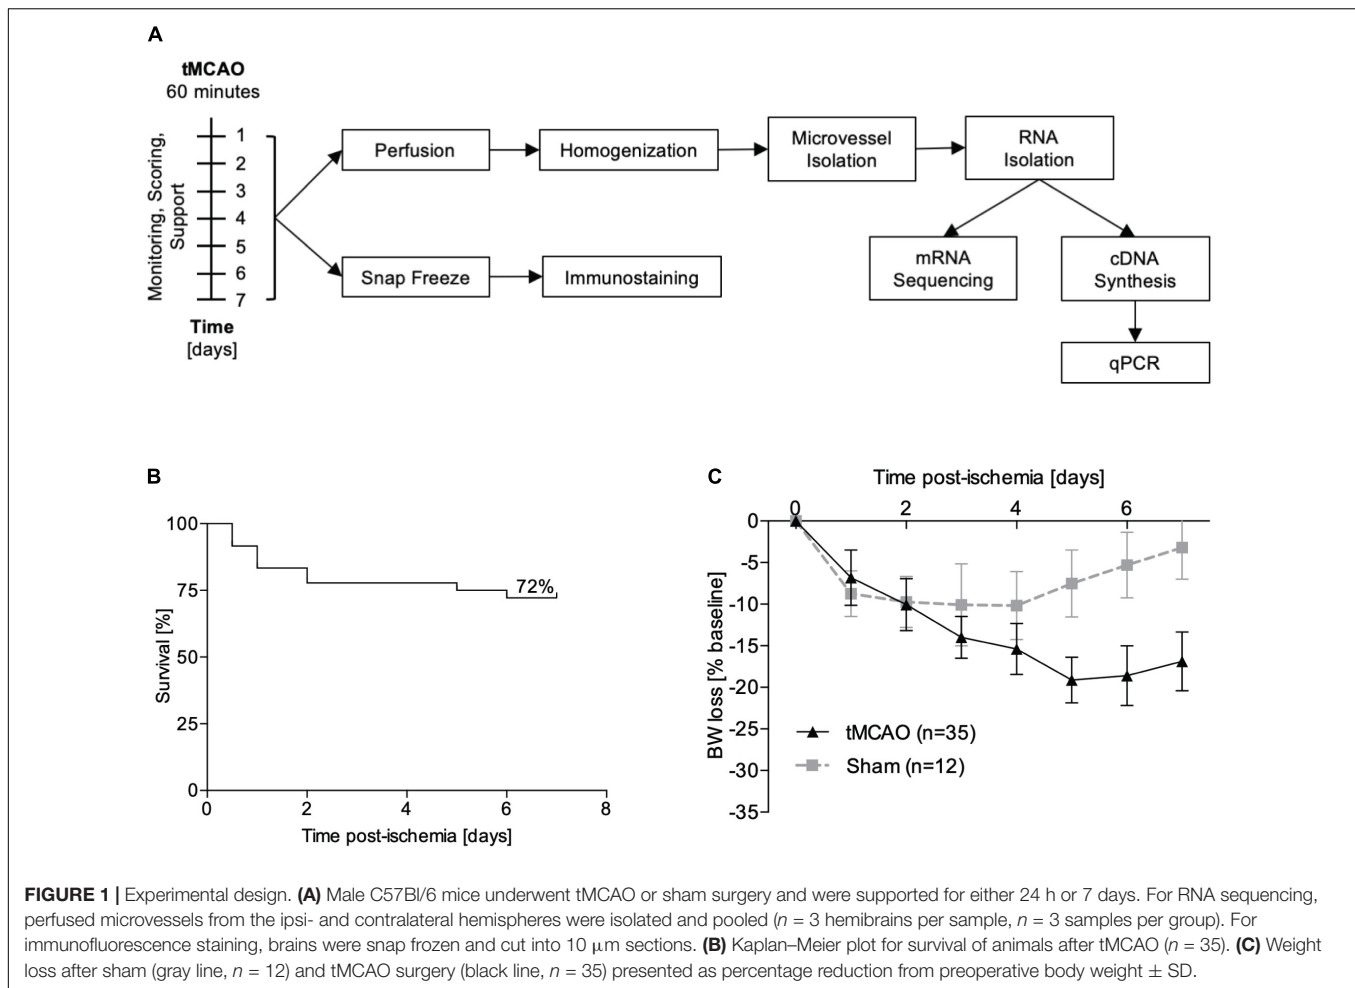 A
tMCAO
60 minutes
Monitoring, Scoring,
Support
1
2
3
4
5
6
7
Time
[days]
Perfusion
Homogenization
Microvessel
Isolation
RNA
Isolation
mRNA
Sequencing
cDNA
Synthesis
qPCR
Snap Freeze
Immunostaining
B
Survival [%]
100
75
50
25
0
72%
0 2 4 6 8
Time post-ischemia [days]
C
Time post-ischemia [days]
0 2 4 6
BW loss [% baseline]
0
-5
-10
-15
-20
-25
-30
-35
tMCAO (n=35)
Sham (n=12)
FIGURE 1 | Experimental design. (A) Male C57Bl/6 mice underwent tMCAO or sham surgery and were supported for either 24 h or 7 days. For RNA sequencing,
perfused microvessels from the ipsi- and contralateral hemispheres were isolated and pooled (n = 3 hemibrains per sample, n = 3 samples per group). For
immunofluorescence staining, brains were snap frozen and cut into 10 μm sections. (B) Kaplan–Meier plot for survival of animals after tMCAO (n = 35). (C) Weight
loss after sham (gray line, n = 12) and tMCAO surgery (black line, n = 35) presented as percentage reduction from preoperative body weight ± SD.